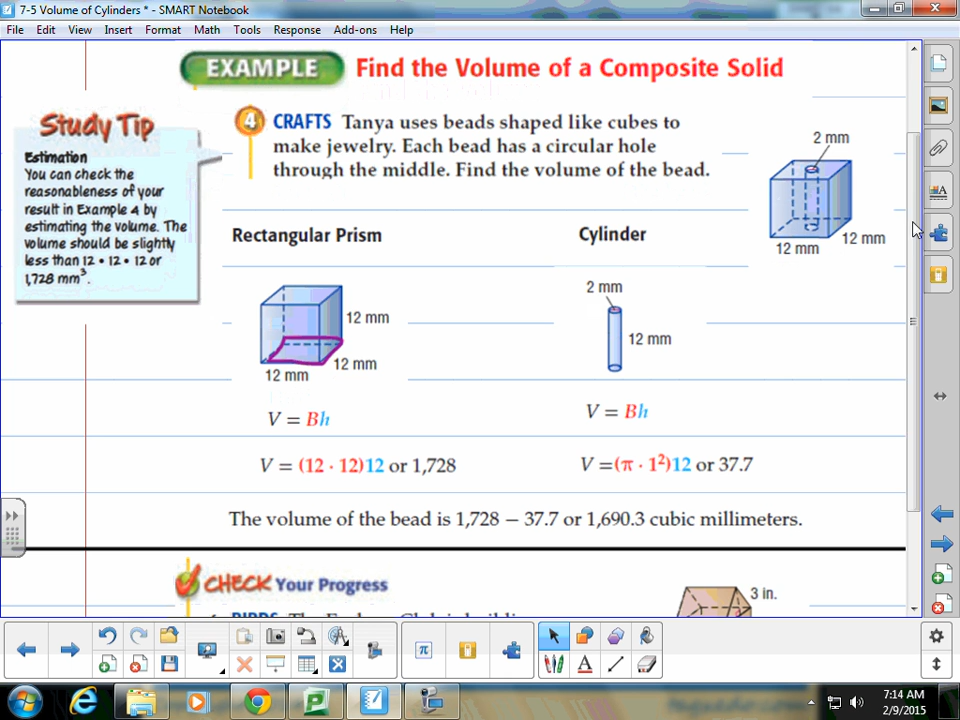 7-5 Volume of Cylinders * - SMART Notebook
File Edit View Insert Format Math Tools Response Add-ons Help
EXAMPLE Find the Volume of a Composite Solid
Study Tip
Estimation
You can check the
reasonableness of your
result in Example 4 by
estimating the volume. The
volume should be slightly
less than 12 • 12 • 12 or
1,728 mm³.
4 CRAFTS Tanya uses beads shaped like cubes to
make jewelry. Each bead has a circular hole
through the middle. Find the volume of the bead.
2 mm
12 mm
12 mm
Rectangular Prism
Cylinder
12 mm
12 mm
12 mm
2 mm
12 mm
V = Bh
V = Bh
V = (12 · 12)12 or 1,728
V =(π · 1²)12 or 37.7
The volume of the bead is 1,728 − 37.7 or 1,690.3 cubic millimeters.
CHECK Your Progress
3 in.
π
A
7:14 AM
2/9/2015